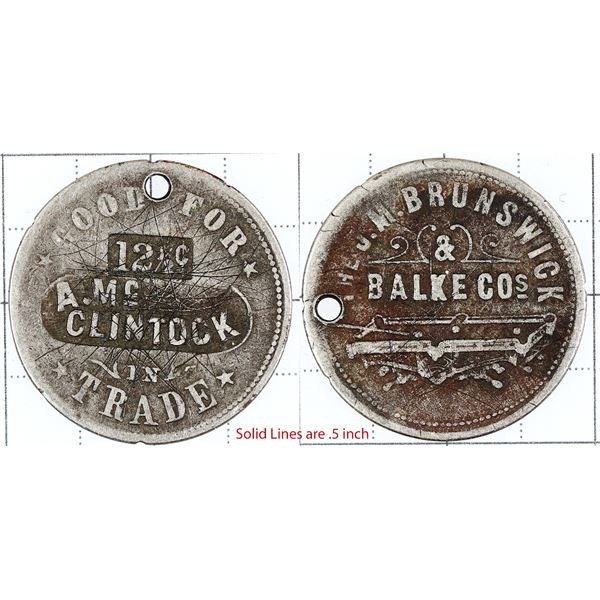 GOOD FOR
12½¢
A. MC
CLINTOCK
IN
TRADE
THE J.M. BRUNSWICK
&
BALKE COS
Solid Lines are .5 inch